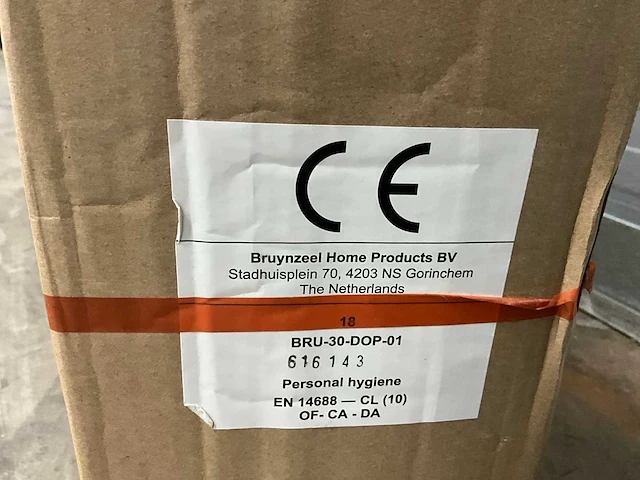 CE
Bruynzeel Home Products BV
Stadhuisplein 70, 4203 NS Gorinchem
The Netherlands
18
BRU-30-DOP-01
616143
Personal hygiene
EN 14688 — CL (10)
OF- CA - DA